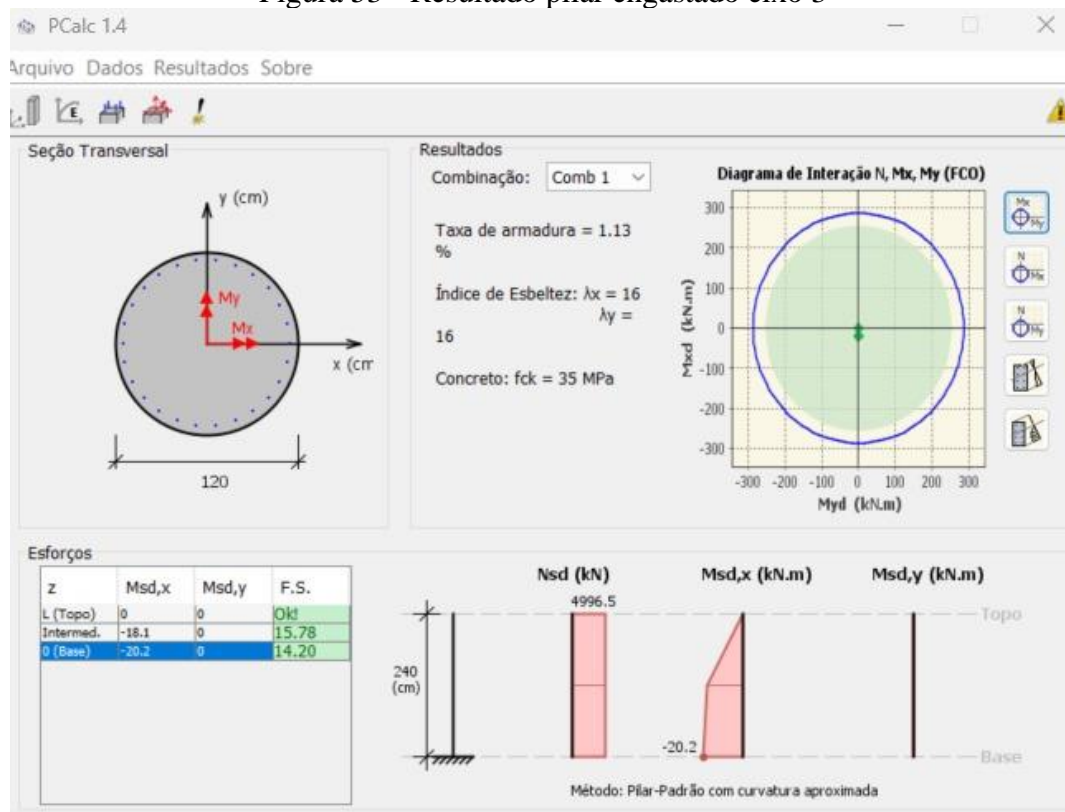 PCalc 1.4
Arquivo Dados Resultados Sobre
Seção Transversal
y (cm)
My
Mx
x (cm
120
Resultados
Combinação: Comb 1
Taxa de armadura = 1.13
%
Índice de Esbeltez: λx = 16
λy =
16
Concreto: fck = 35 MPa
Diagrama de Interação N, Mx, My (FCO)
300
200
100
0
-100
-200
-300
Mxd (kN.m)
-300 -200 -100 0 100 200 300
Myd (kN.m)
Mx
My
N
Mx
N
My
Esforços
z Msd,x Msd,y F.S.
L (Topo) 0 0 Ok!
Intermed. -18.1 0 15.78
0 (Base) -20.2 0 14.20
Nsd (kN) Msd,x (kN.m) Msd,y (kN.m)
4996.5
Topo
240
(cm)
-20.2
Base
Método: Pilar-Padrão com curvatura aproximada